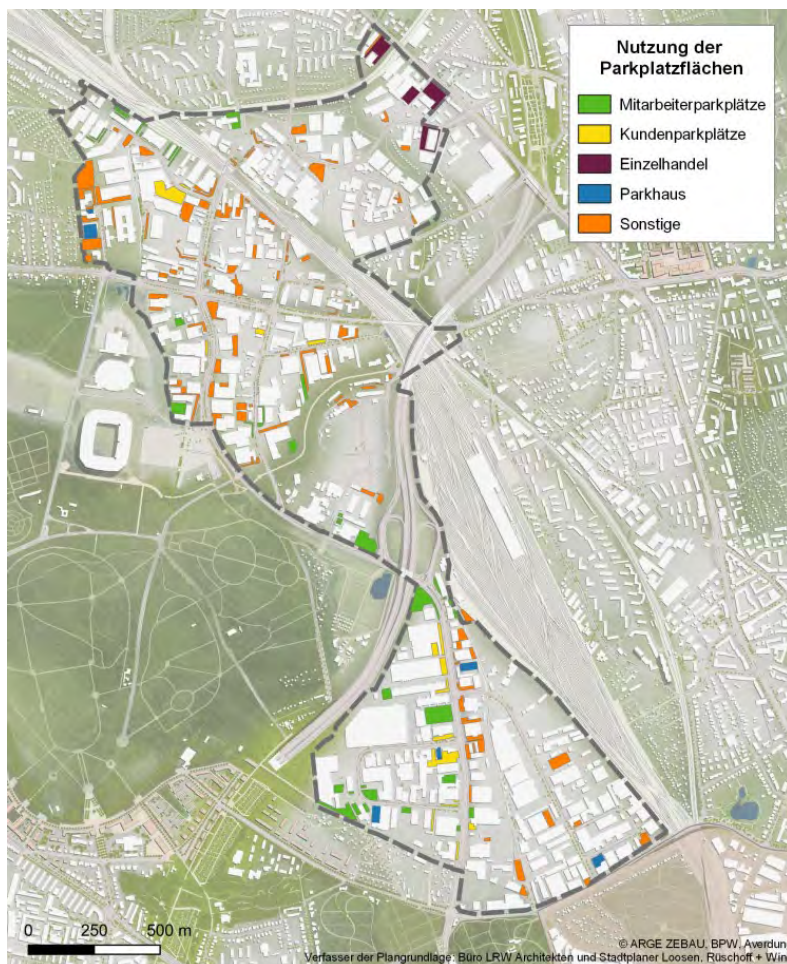 Nutzung der
Parkplatzflächen
Mitarbeiterparkplätze
Kundenparkplätze
Einzelhandel
Parkhaus
Sonstige
0 250 500 m
© ARGE ZEBAU, BPW, Averdun
Verfasser der Plangrundlage: Büro LRW Architekten und Stadtplaner Loosen, Rüschoff + Win